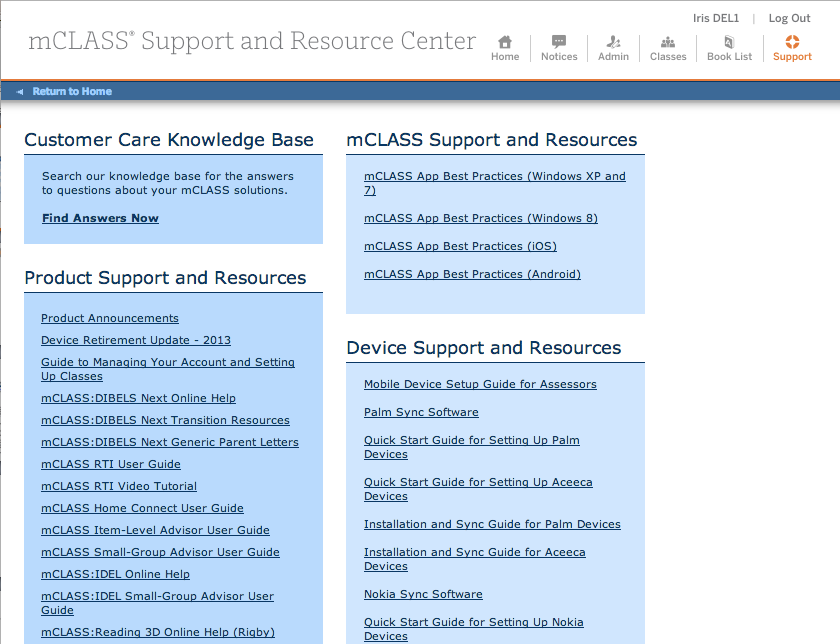 Iris DEL1 | Log Out
mCLASS® Support and Resource Center
Home
Notices
Admin
Classes
Book List
Support
Return to Home
Customer Care Knowledge Base
Search our knowledge base for the answers
to questions about your mCLASS solutions.
Find Answers Now
Product Support and Resources
Product Announcements
Device Retirement Update - 2013
Guide to Managing Your Account and Setting
Up Classes
mCLASS:DIBELS Next Online Help
mCLASS:DIBELS Next Transition Resources
mCLASS:DIBELS Next Generic Parent Letters
mCLASS RTI User Guide
mCLASS RTI Video Tutorial
mCLASS Home Connect User Guide
mCLASS Item-Level Advisor User Guide
mCLASS Small-Group Advisor User Guide
mCLASS:IDEL Online Help
mCLASS:IDEL Small-Group Advisor User
Guide
mCLASS:Reading 3D Online Help (Rigby)
mCLASS Support and Resources
mCLASS App Best Practices (Windows XP and
7)
mCLASS App Best Practices (Windows 8)
mCLASS App Best Practices (iOS)
mCLASS App Best Practices (Android)
Device Support and Resources
Mobile Device Setup Guide for Assessors
Palm Sync Software
Quick Start Guide for Setting Up Palm
Devices
Quick Start Guide for Setting Up Aceeca
Devices
Installation and Sync Guide for Palm Devices
Installation and Sync Guide for Aceeca
Devices
Nokia Sync Software
Quick Start Guide for Setting Up Nokia
Devices